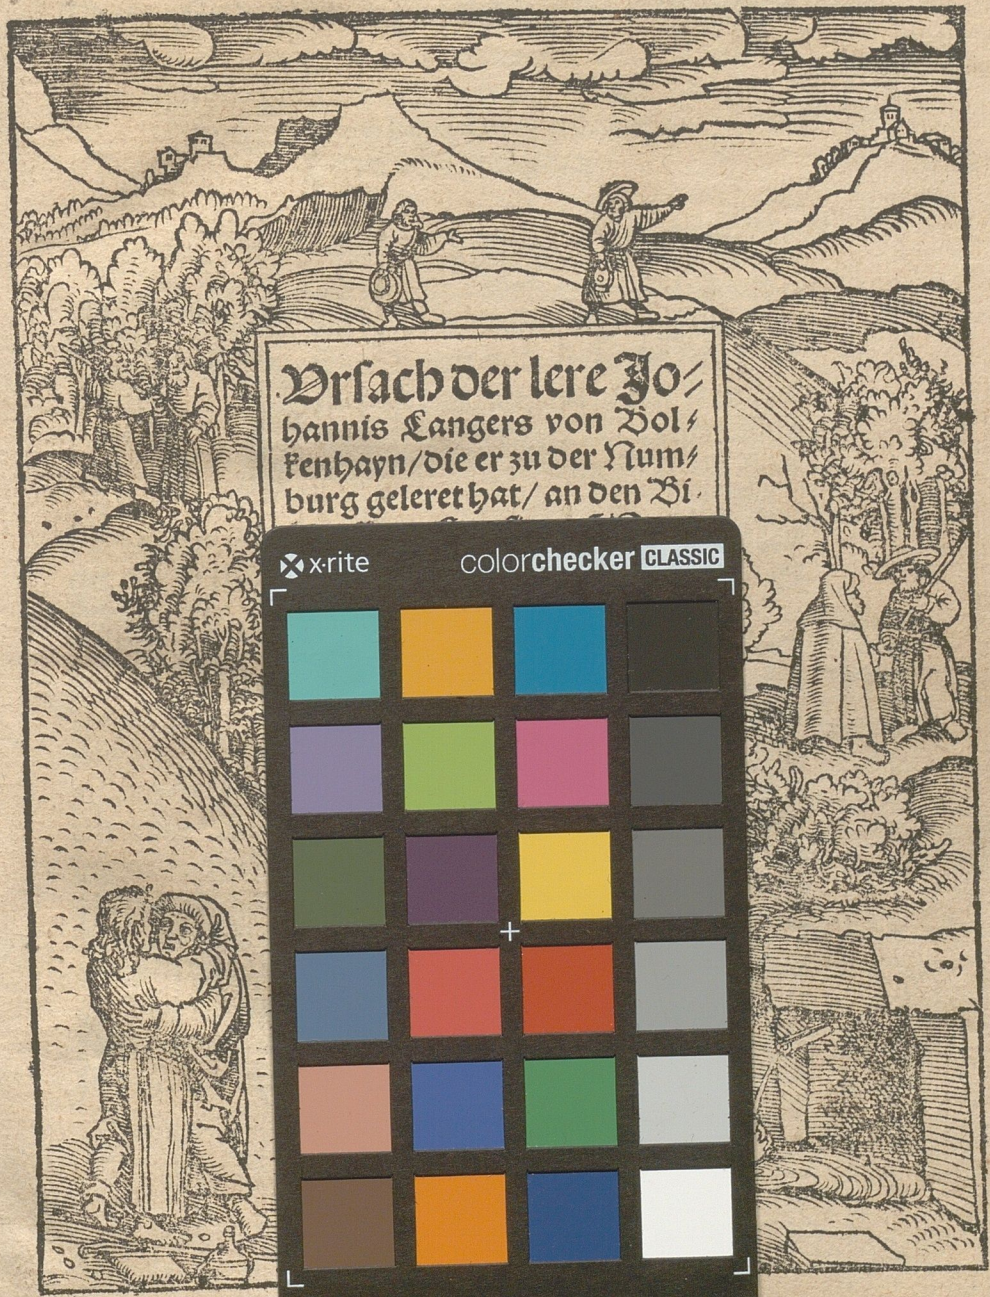 Vrsach der lere Jo⸗
hannis Langers von Bol⸗
kenhayn/die er zu der Num⸗
burg geleret hat/ an den Bi⸗
x·rite
colorchecker CLASSIC